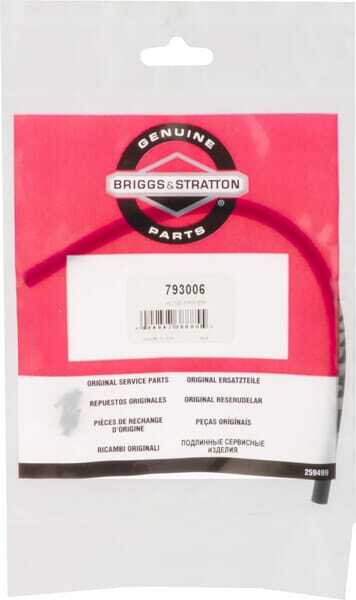 GENUINE
BRIGGS&STRATTON
®
PARTS
793006
ORIGINAL SERVICE PARTS
ORIGINAL ERSATZTEILE
REPUESTOS ORIGINALES
ORIGINAL RESERUDELAR
PIÈCES DE RECHANGE
D'ORIGINE
PEÇAS ORIGINAIS
RICAMBI ORIGINALI
ПОДЛИННЫЕ СЕРВИСНЫЕ
ИЗДЕЛИЯ
259499